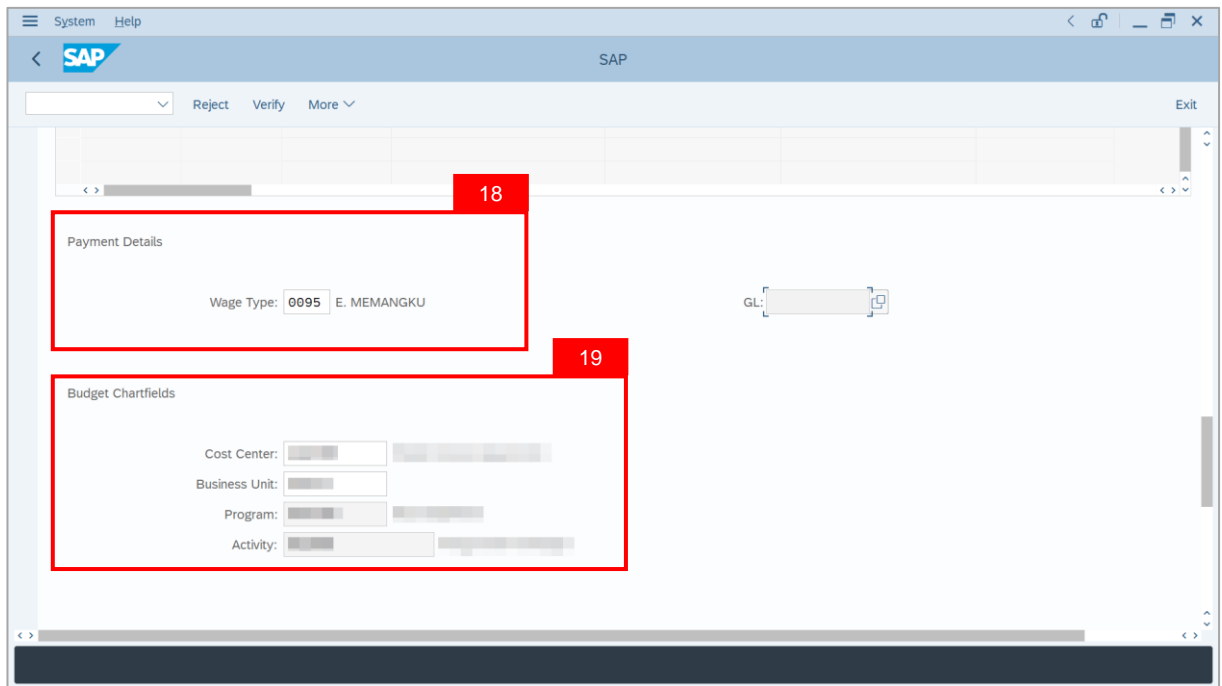 System Help
SAP
SAP
Reject Verify More Exit
18
Payment Details
Wage Type: 0095 E. MEMANGKU GL:
19
Budget Chartfields
Cost Center:
Business Unit:
Program:
Activity: